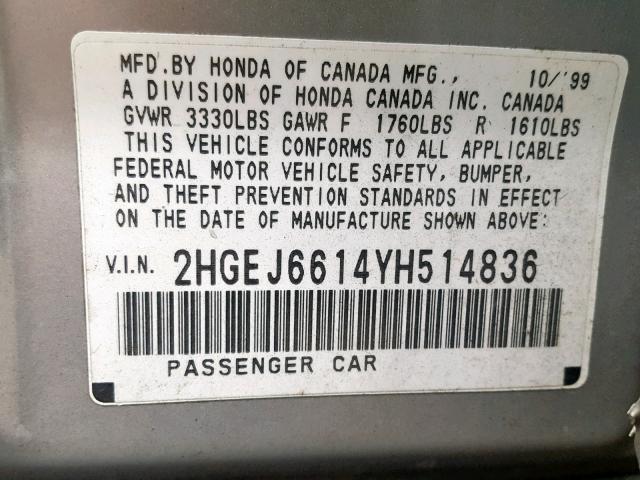 MFD.BY HONDA OF CANADA MFG., 10/'99
A DIVISION OF HONDA CANADA INC. CANADA
GVWR 3330LBS GAWR F 1760LBS R 1610LBS
THIS VEHICLE CONFORMS TO ALL APPLICABLE
FEDERAL MOTOR VEHICLE SAFETY, BUMPER,
AND THEFT PREVENTION STANDARDS IN EFFECT
ON THE DATE OF MANUFACTURE SHOWN ABOVE:
V.I.N. 2HGEJ6614YH514836
PASSENGER CAR